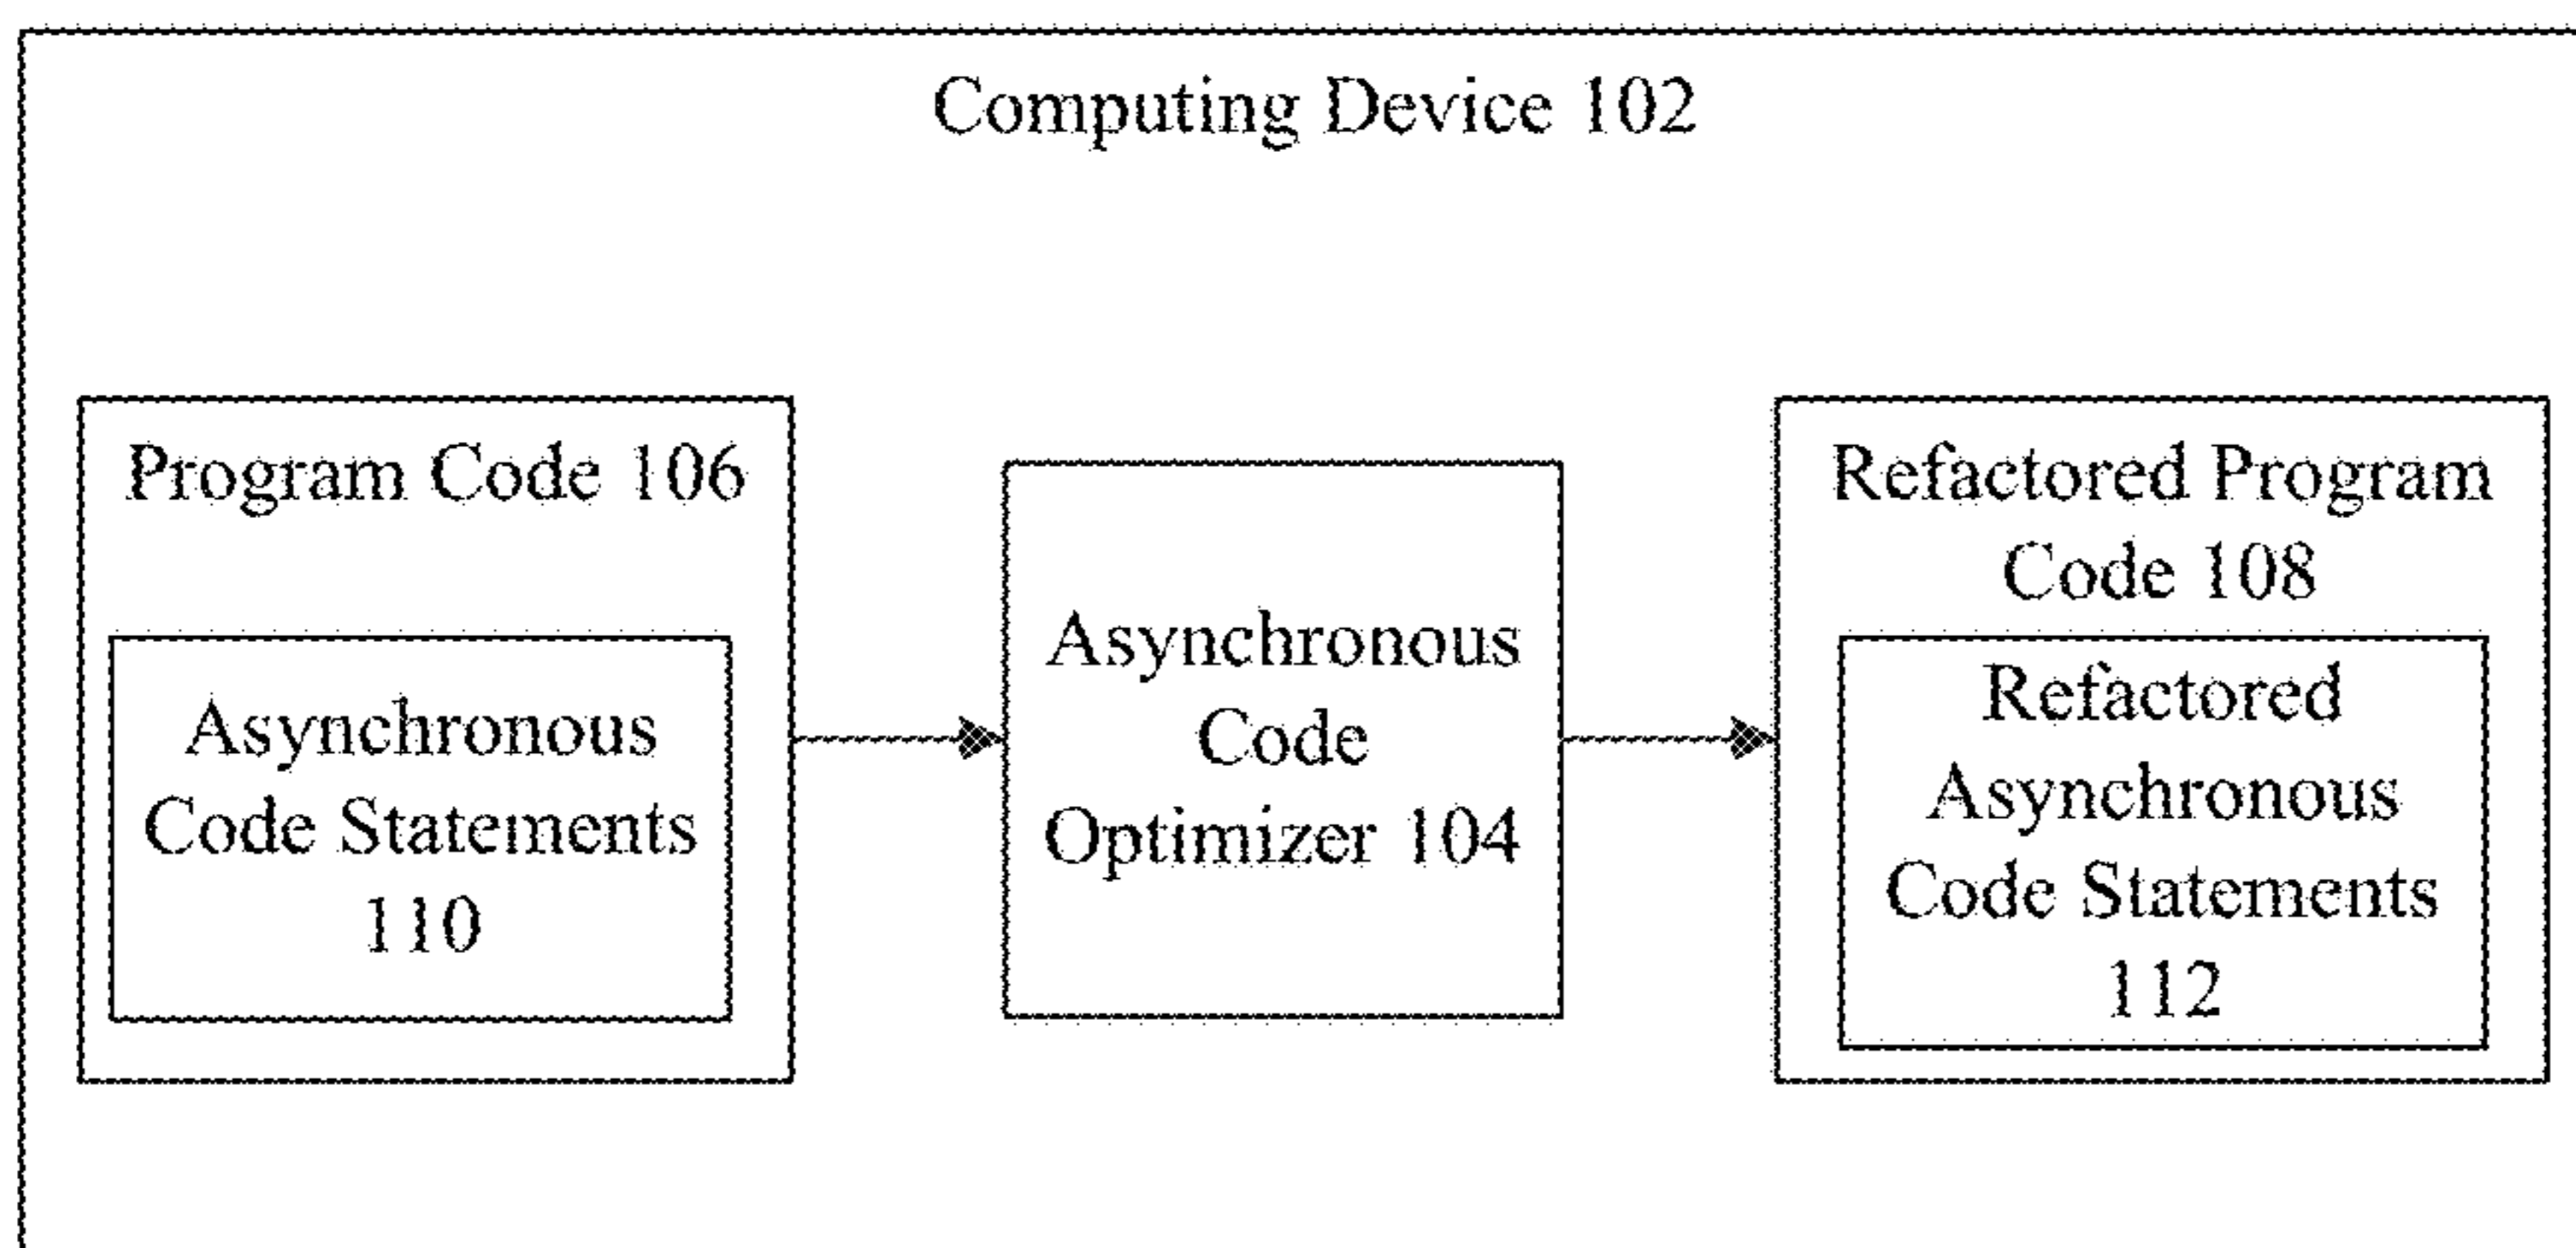 Computing Device 102
Program Code 106
Asynchronous
Code Statements
110
Asynchronous
Code
Optimizer 104
Refactored Program
Code 108
Refactored
Asynchronous
Code Statements
112